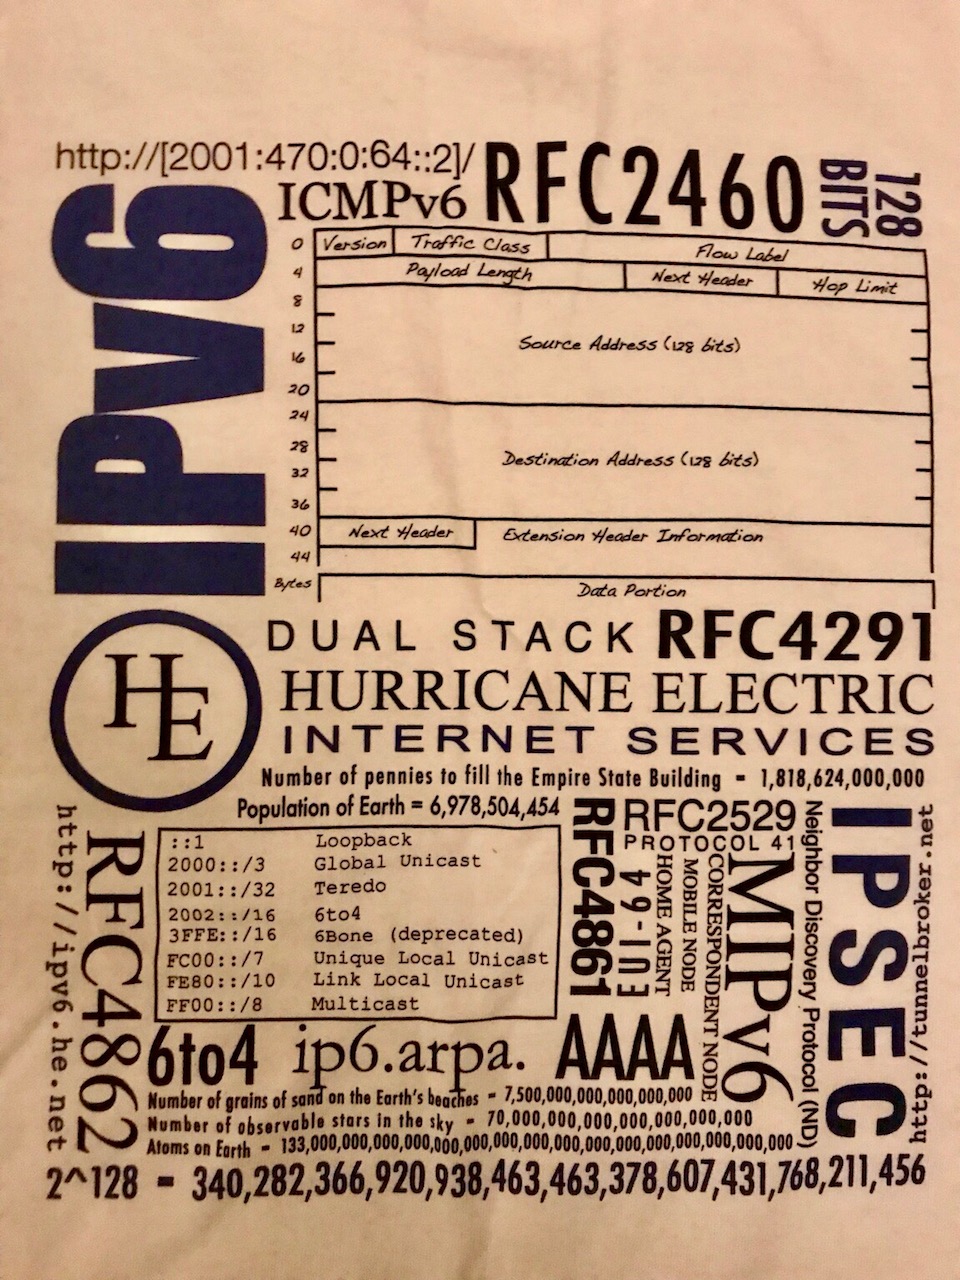 http://[2001:470:0:64::2]/
ICMPv6
RFC2460
128
BITS
IPv6
0 Version Traffic Class Flow Label
4 Payload Length Next Header Hop Limit
8
12
Source Address (128 bits)
16
20
24
28
Destination Address (128 bits)
32
36
40 Next Header Extension Header Information
44
Bytes Data Portion
HE
DUAL STACK RFC4291
HURRICANE ELECTRIC
INTERNET SERVICES
Number of pennies to fill the Empire State Building = 1,818,624,000,000
Population of Earth = 6,978,504,454
::1 Loopback
2000::/3 Global Unicast
2001::/32 Teredo
2002::/16 6to4
3FFE::/16 6Bone (deprecated)
FC00::/7 Unique Local Unicast
FE80::/10 Link Local Unicast
FF00::/8 Multicast
http://ipv6.he.net
RFC4862
RFC4861
RFC2529
PROTOCOL 41
EUI-64
HOME AGENT
MOBILE NODE
CORRESPONDENT NODE
MIPv6
Neighbor Discovery Protocol (ND)
IPSEC
http://tunnelbroker.net
6to4 ip6.arpa. AAAA
Number of grains of sand on the Earth's beaches = 7,500,000,000,000,000,000
Number of observable stars in the sky = 70,000,000,000,000,000,000,000
Atoms on Earth = 133,000,000,000,000,000,000,000,000,000,000,000,000,000,000,000,000
2^128 = 340,282,366,920,938,463,463,378,607,431,768,211,456